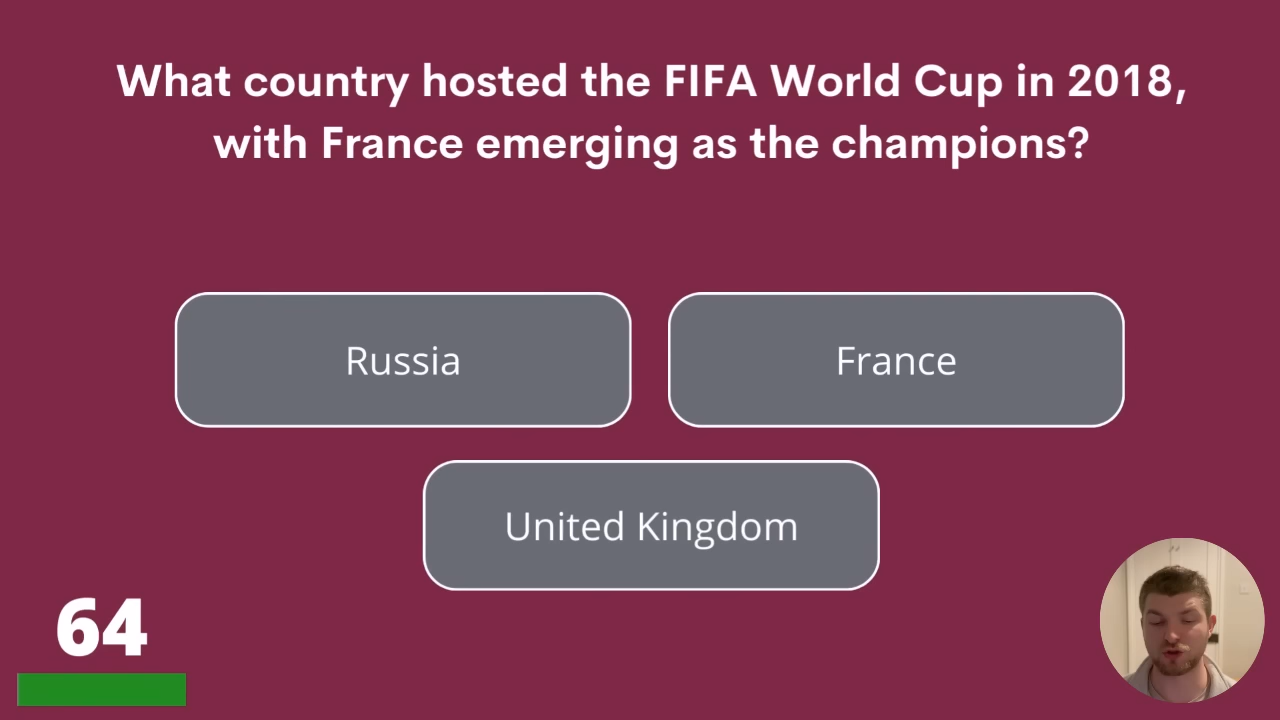 What country hosted the FIFA World Cup in 2018,
with France emerging as the champions?
Russia
France
United Kingdom
64